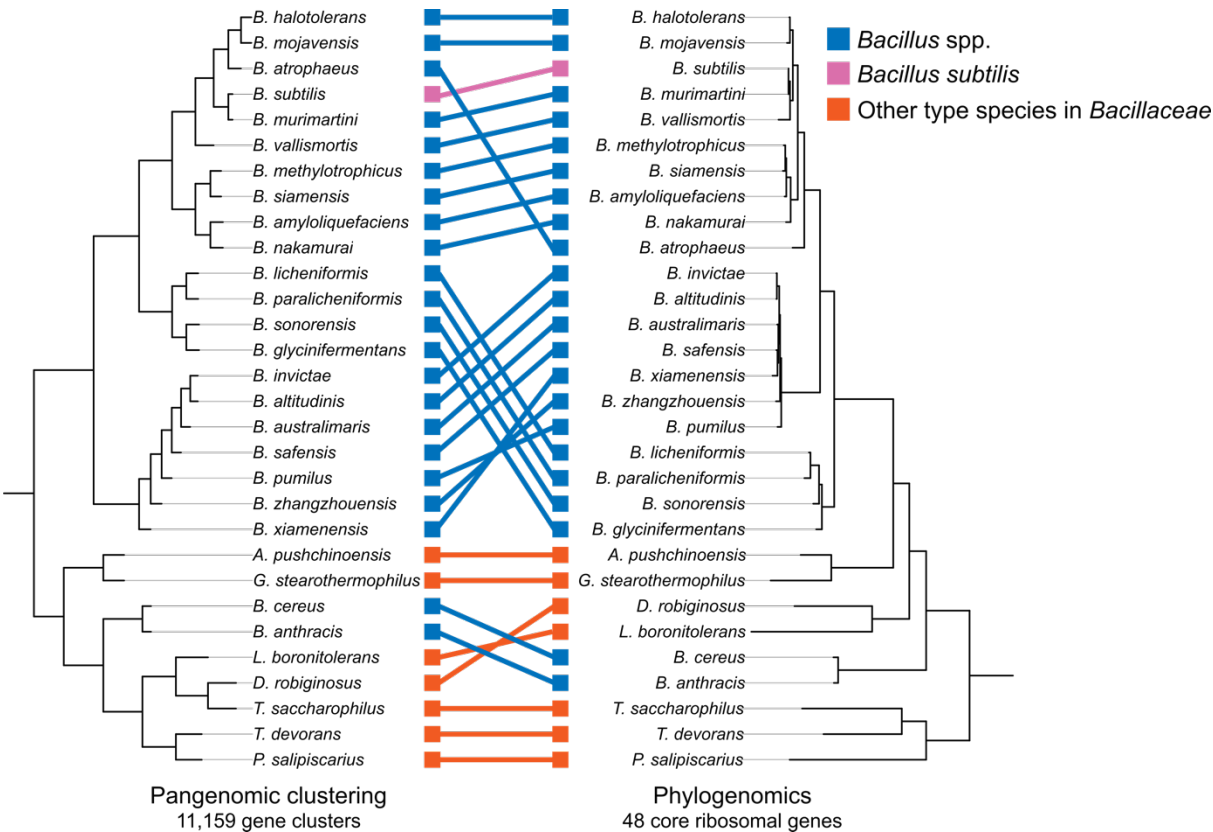 B. halotolerans
B. mojavensis
B. atrophaeus
B. subtilis
B. murimartini
B. vallismortis
B. methylotrophicus
B. siamensis
B. amyloliquefaciens
B. nakamurai
B. licheniformis
B. paralicheniformis
B. sonorensis
B. glycinifermentans
B. invictae
B. altitudinis
B. australimaris
B. safensis
B. pumilus
B. zhangzhouensis
B. xiamenensis
A. pushchinoensis
G. stearothermophilus
B. cereus
B. anthracis
L. boronitolerans
D. robiginosus
T. saccharophilus
T. devorans
P. salipiscarius
Pangenomic clustering
11,159 gene clusters
B. halotolerans
B. mojavensis
B. subtilis
B. murimartini
B. vallismortis
B. methylotrophicus
B. siamensis
B. amyloliquefaciens
B. nakamurai
B. atrophaeus
B. invictae
B. altitudinis
B. australimaris
B. safensis
B. xiamenensis
B. zhangzhouensis
B. pumilus
B. licheniformis
B. paralicheniformis
B. sonorensis
B. glycinifermentans
A. pushchinoensis
G. stearothermophilus
D. robiginosus
L. boronitolerans
B. cereus
B. anthracis
T. saccharophilus
T. devorans
P. salipiscarius
Phylogenomics
48 core ribosomal genes
Bacillus spp.
Bacillus subtilis
Other type species in Bacillaceae